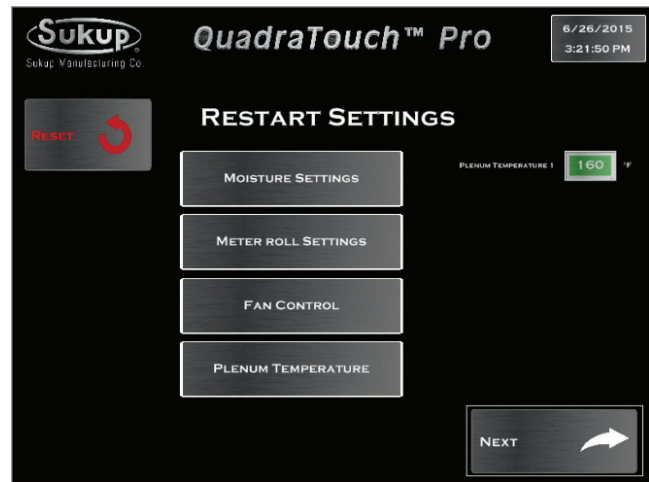 Sukup®
Sukup Manufacturing Co.
QuadraTouch™ Pro
6/26/2015
3:21:50 PM
RESET
RESTART SETTINGS
MOISTURE SETTINGS
PLENUM TEMPERATURE 1 160 °F
METER ROLL SETTINGS
FAN CONTROL
PLENUM TEMPERATURE
NEXT